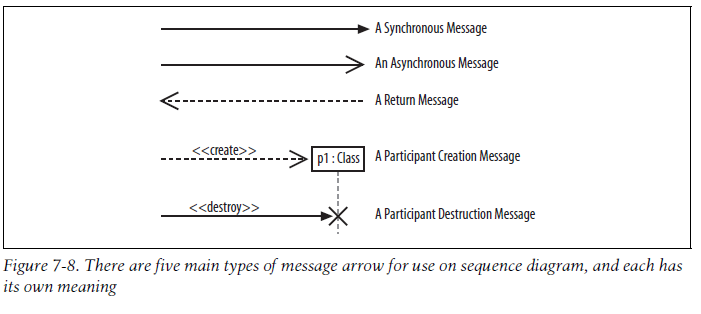 A Synchronous Message
An Asynchronous Message
A Return Message
<<create>>
p1 : Class
A Participant Creation Message
<<destroy>>
A Participant Destruction Message
Figure 7-8. There are five main types of message arrow for use on sequence diagram, and each has
its own meaning